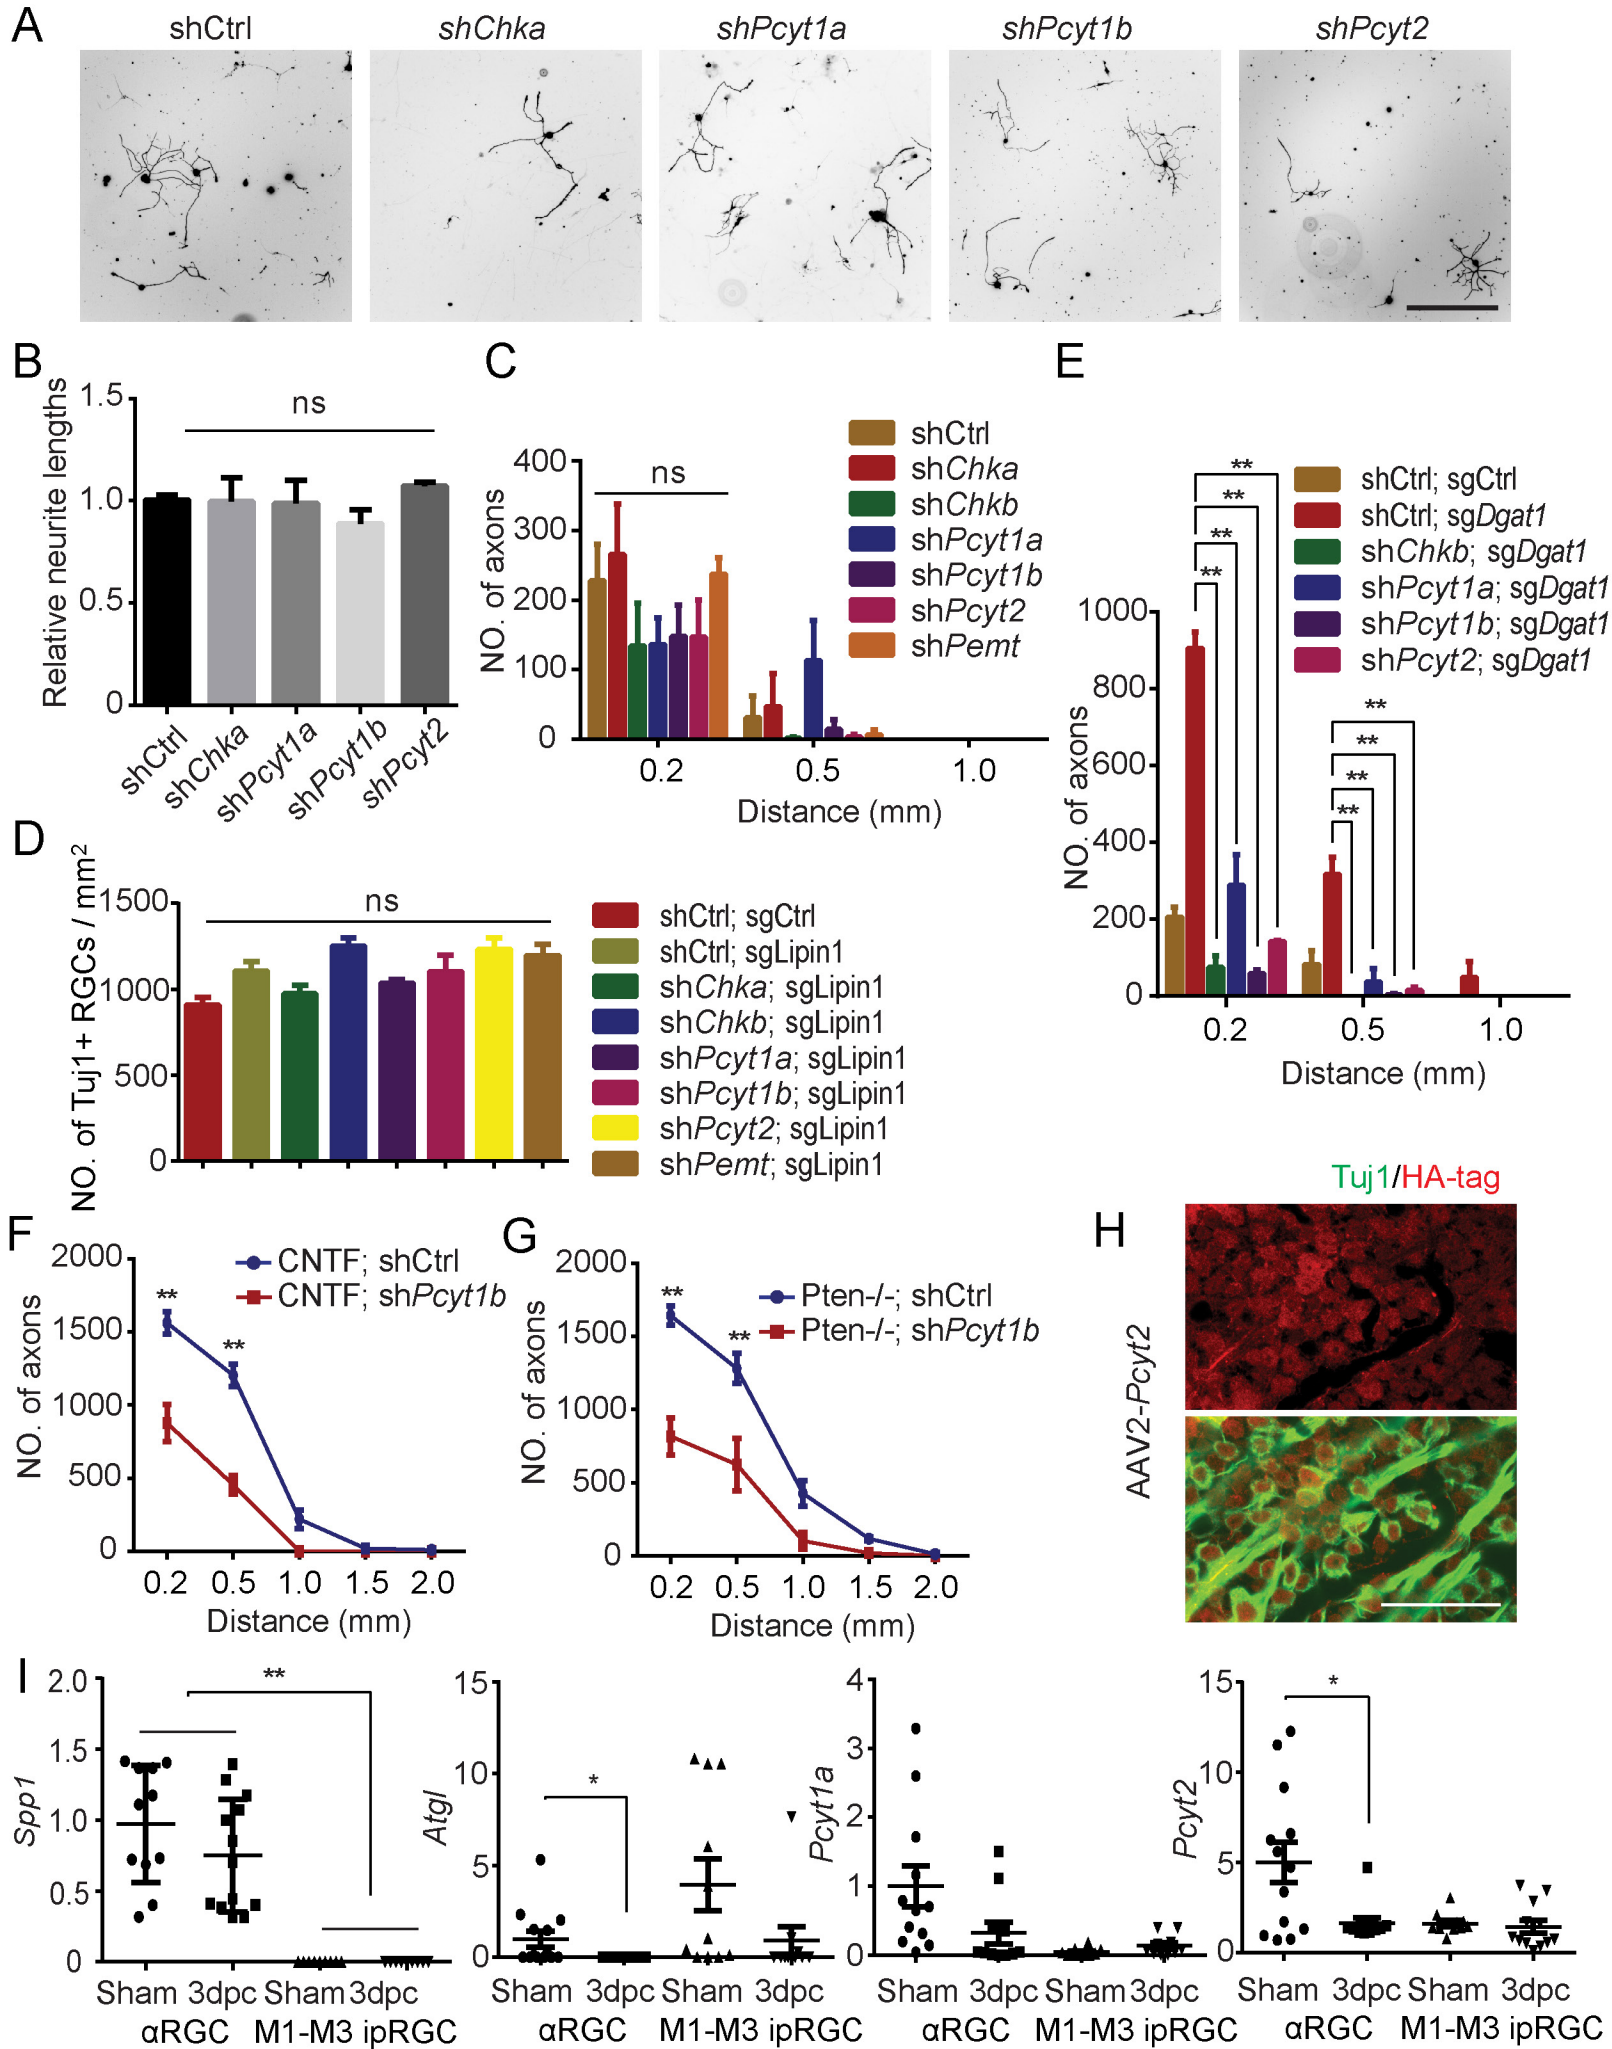 A
shCtrl
shChka
shPcyt1a
shPcyt1b
shPcyt2
B
Relative neurite lengths
1.5
1.0
0.5
0
ns
shCtrl
shChka
shPcyt1a
shPcyt1b
shPcyt2
C
NO. of axons
400
300
200
100
0
ns
0.2
0.5
1.0
Distance (mm)
shCtrl
shChka
shChkb
shPcyt1a
shPcyt1b
shPcyt2
shPemt
D
NO. of Tuj1+ RGCs / mm2
1500
1000
500
0
ns
shCtrl; sgCtrl
shCtrl; sgLipin1
shChka; sgLipin1
shChkb; sgLipin1
shPcyt1a; sgLipin1
shPcyt1b; sgLipin1
shPcyt2; sgLipin1
shPemt; sgLipin1
E
NO. of axons
1000
800
600
400
200
0
**
**
**
**
**
**
**
**
0.2
0.5
1.0
Distance (mm)
shCtrl; sgCtrl
shCtrl; sgDgat1
shChkb; sgDgat1
shPcyt1a; sgDgat1
shPcyt1b; sgDgat1
shPcyt2; sgDgat1
F
NO. of axons
2000
1500
1000
500
0
**
**
CNTF; shCtrl
CNTF; shPcyt1b
0.2 0.5 1.0 1.5 2.0
Distance (mm)
G
NO. of axons
2000
1500
1000
500
0
**
**
Pten-/-; shCtrl
Pten-/-; shPcyt1b
0.2 0.5 1.0 1.5 2.0
Distance (mm)
H
Tuj1/HA-tag
AAV2-Pcyt2
I
Spp1
2.0
1.5
1.0
0.5
0
**
Sham 3dpc Sham 3dpc
αRGC M1-M3 ipRGC
Atgl
15
10
5
0
*
Sham 3dpc Sham 3dpc
αRGC M1-M3 ipRGC
Pcyt1a
4
3
2
1
0
Sham 3dpc Sham 3dpc
αRGC M1-M3 ipRGC
Pcyt2
15
10
5
0
*
Sham 3dpc Sham 3dpc
αRGC M1-M3 ipRGC